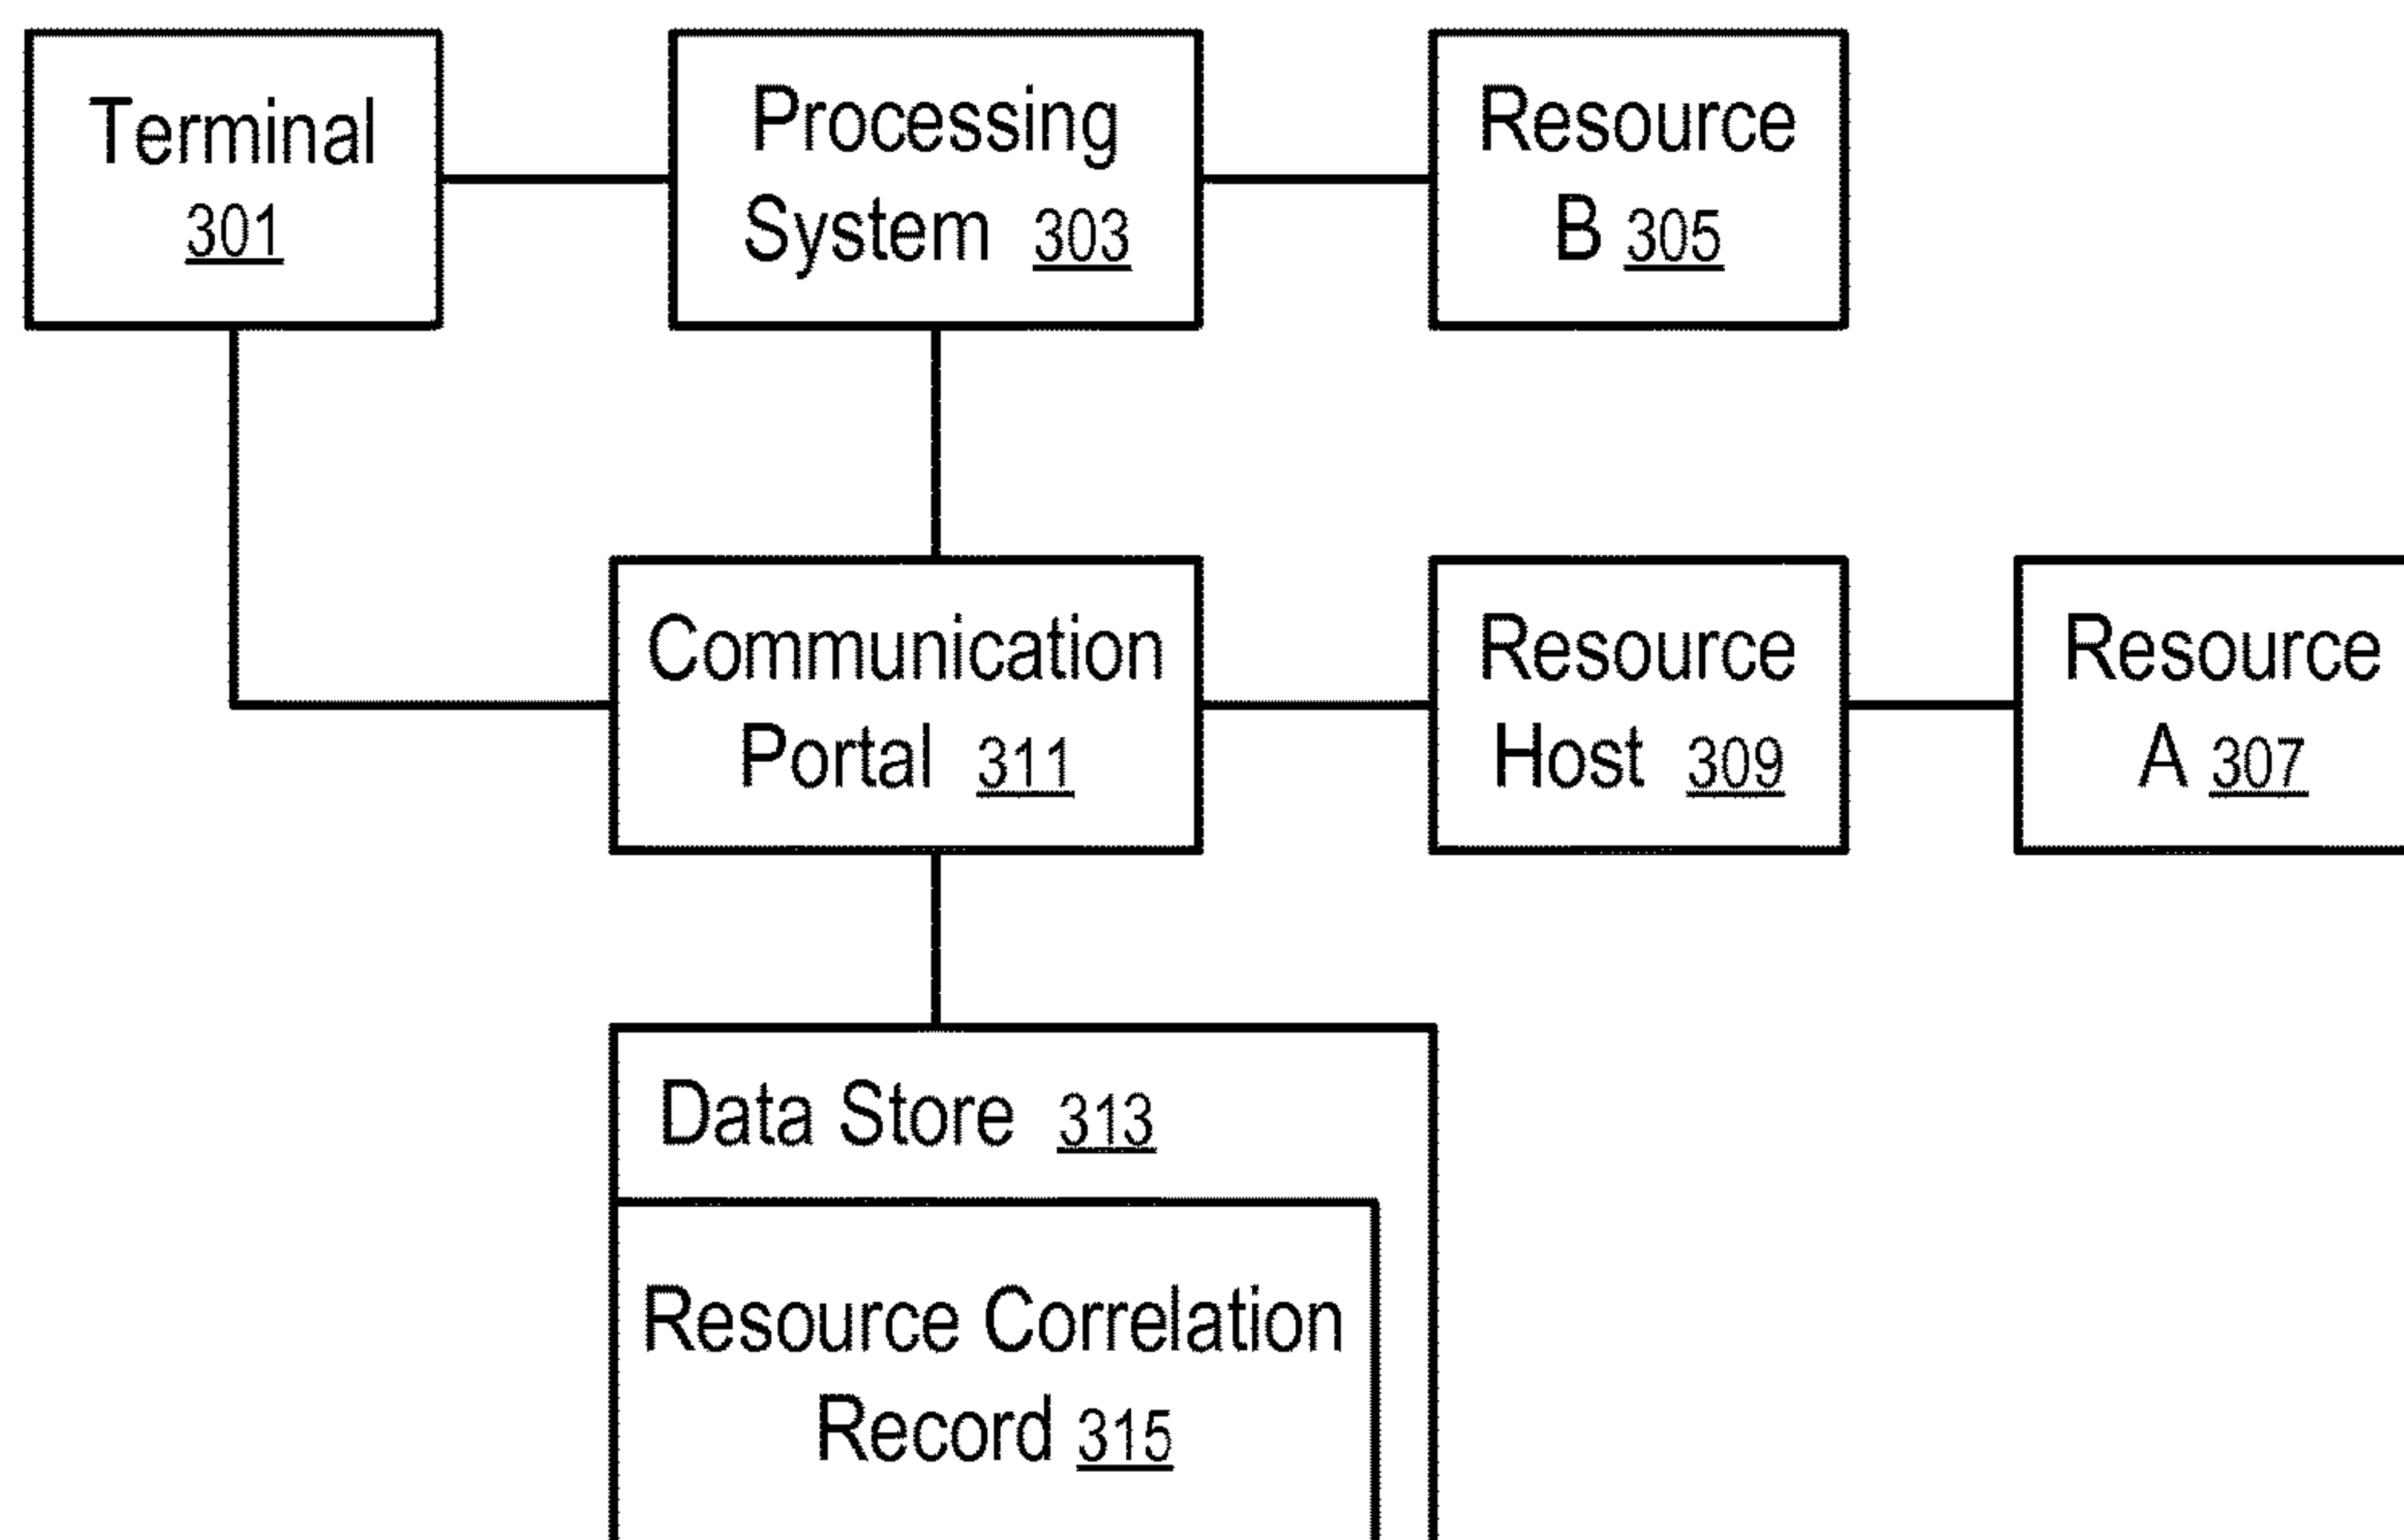 Terminal
301
Processing
System 303
Resource
B 305
Communication
Portal 311
Resource
Host 309
Resource
A 307
Data Store 313
Resource Correlation
Record 315